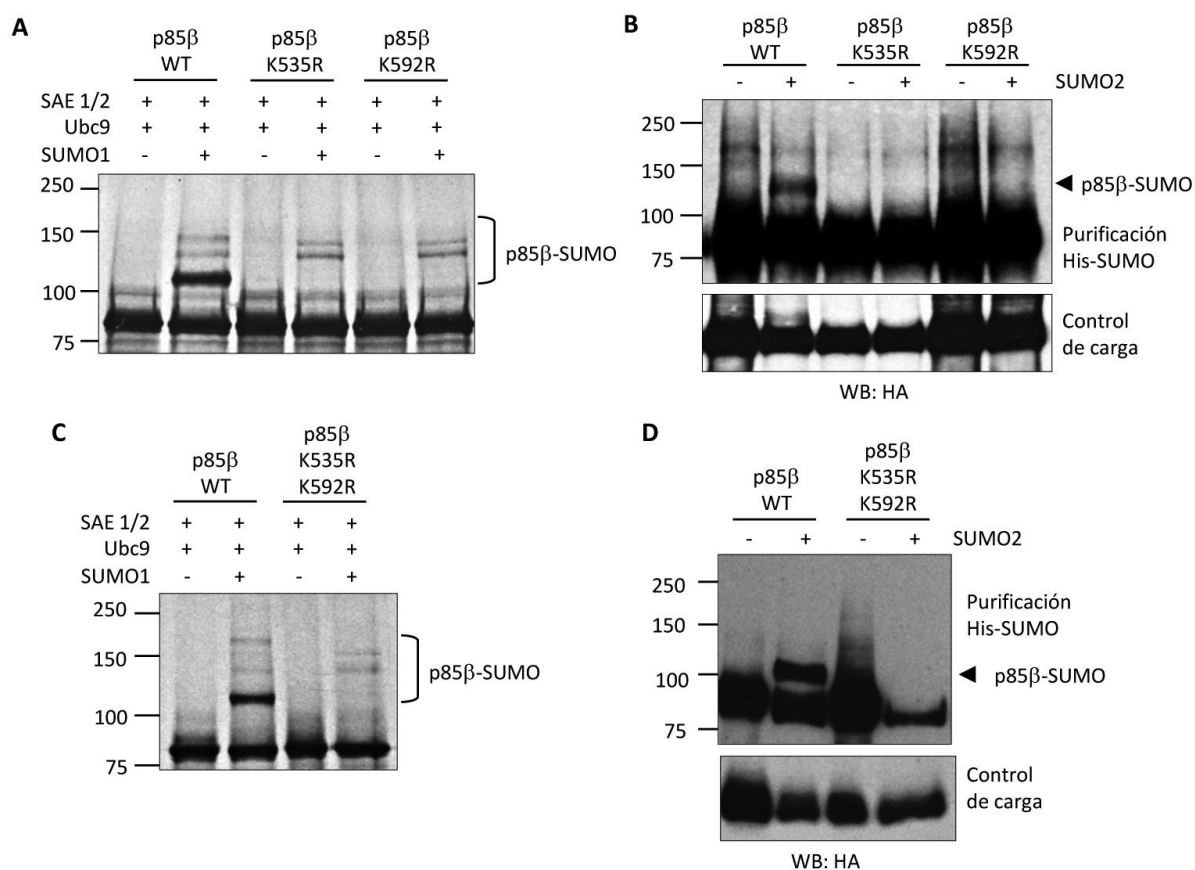 A
p85β WT p85β K535R p85β K592R
SAE 1/2 + + + + + +
Ubc9 + + + + + +
SUMO1 - + - + - +
250
150
100
75
p85β-SUMO
B
p85β WT p85β K535R p85β K592R
- + - + - + SUMO2
250
150
100
75
p85β-SUMO
Purificación
His-SUMO
Control
de carga
WB: HA
C
p85β WT p85β K535R K592R
SAE 1/2 + + + +
Ubc9 + + + +
SUMO1 - + - +
250
150
100
75
p85β-SUMO
D
p85β WT p85β K535R K592R
- + - + SUMO2
250
150
100
75
Purificación
His-SUMO
p85β-SUMO
Control
de carga
WB: HA